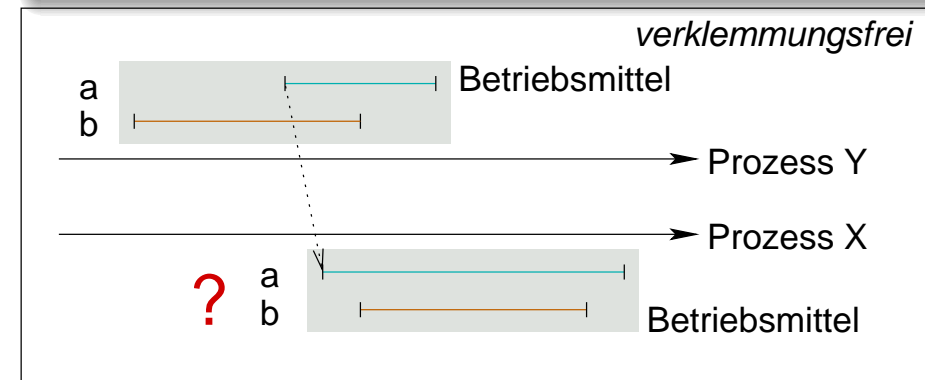 verklemmungsfrei
a
Betriebsmittel
b
Prozess Y
Prozess X
a
? b
Betriebsmittel